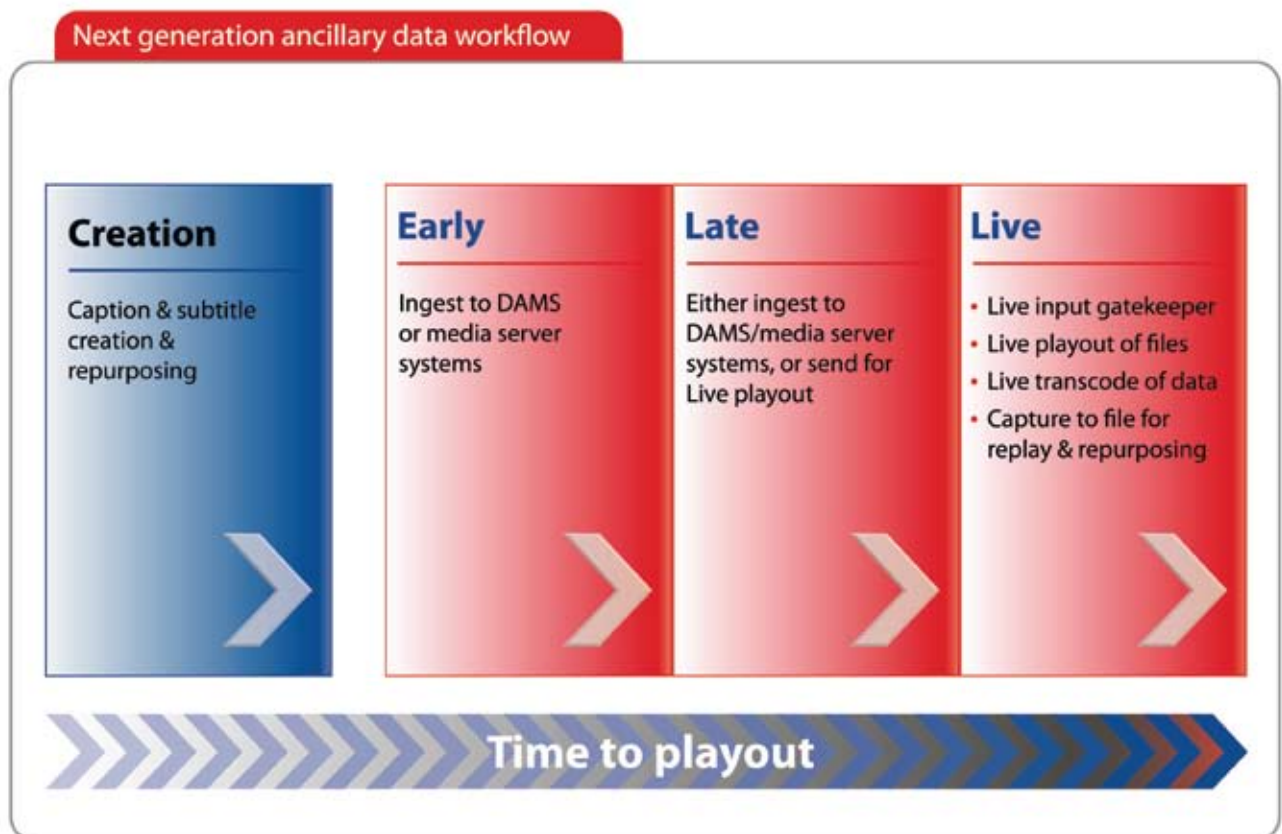 Next generation ancillary data workflow
Creation
Caption & subtitle
creation &
repurposing
Early
Ingest to DAMS
or media server
systems
Late
Either ingest to
DAMS/media server
systems, or send for
Live playout
Live
• Live input gatekeeper
• Live playout of files
• Live transcode of data
• Capture to file for
replay & repurposing
Time to playout